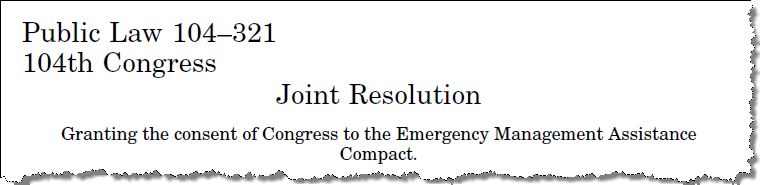 Public Law 104–321
104th Congress
Joint Resolution
Granting the consent of Congress to the Emergency Management Assistance
Compact.